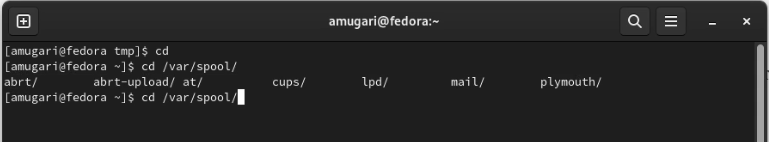 amugari@fedora:~
[amugari@fedora tmp]$ cd
[amugari@fedora ~]$ cd /var/spool/
abrt/ abrt-upload/ at/ cups/ lpd/ mail/ plymouth/
[amugari@fedora ~]$ cd /var/spool/